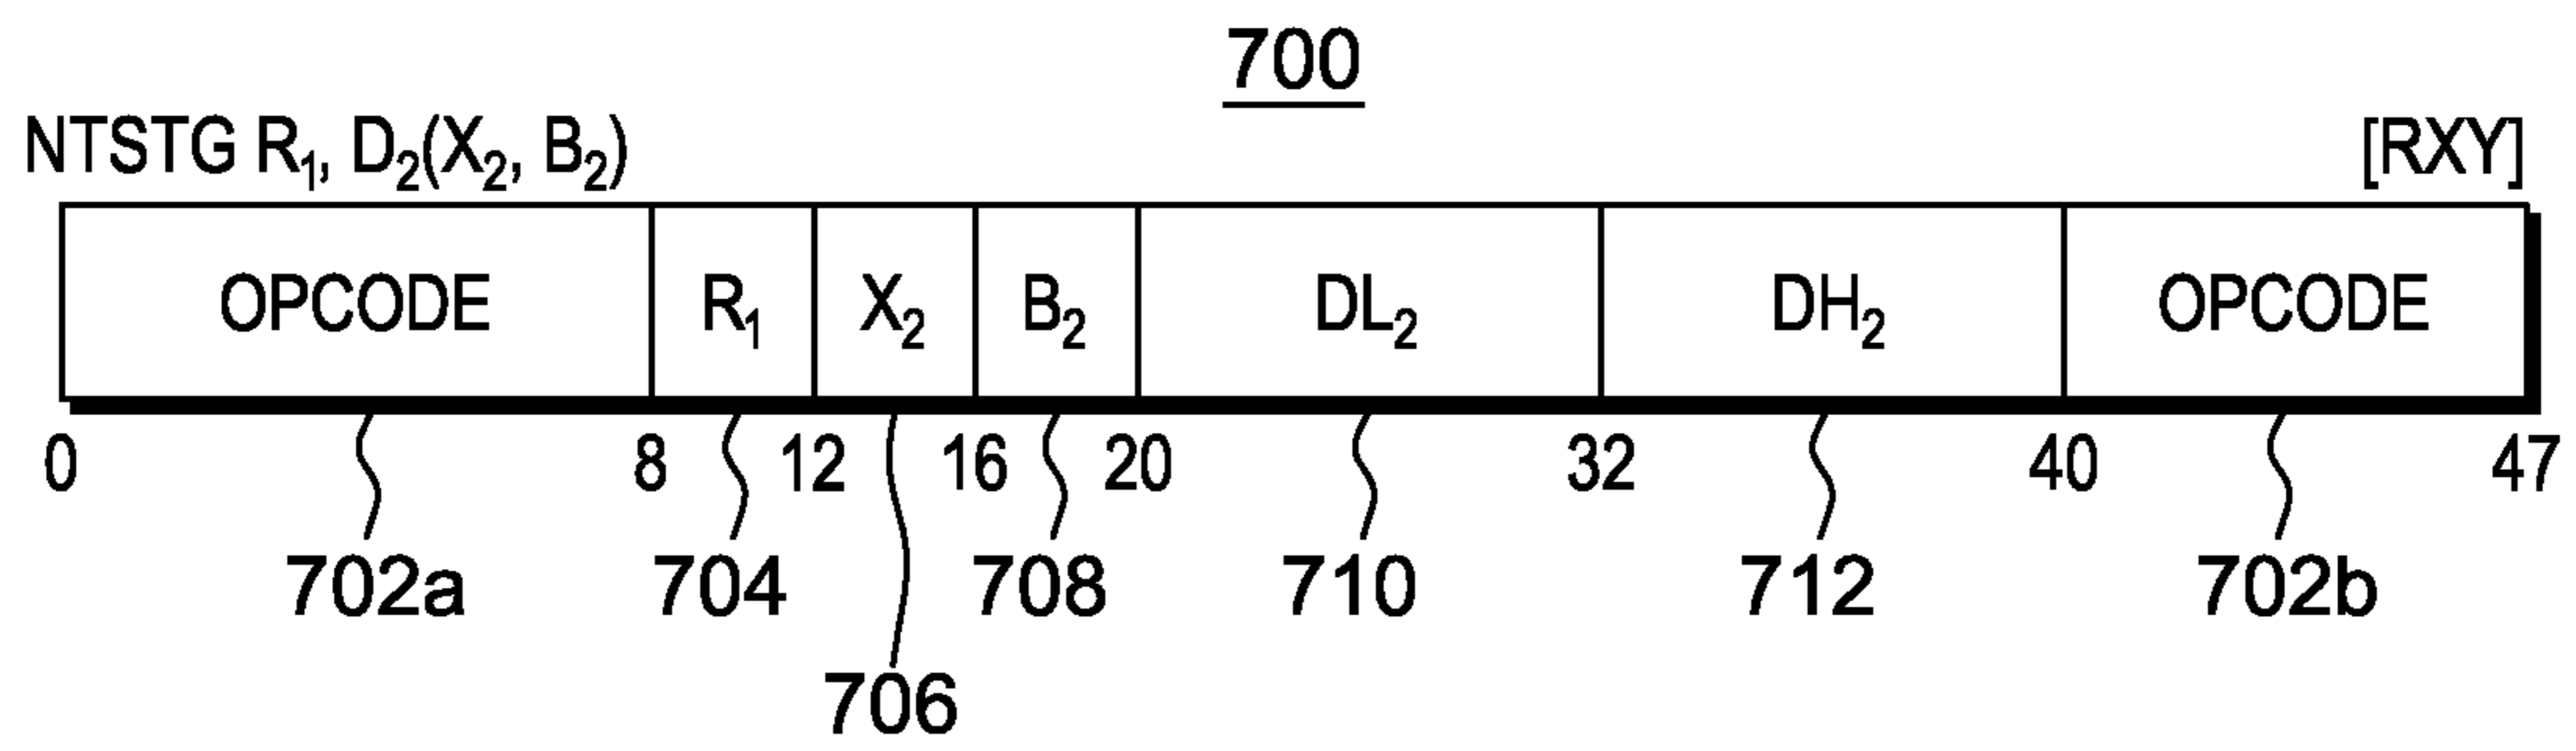 700
NTSTG R₁, D₂(X₂, B₂) [RXY]
OPCODE R₁ X₂ B₂ DL₂ DH₂ OPCODE
0 8 12 16 20 32 40 47
702a 704 708 710 712 702b
706